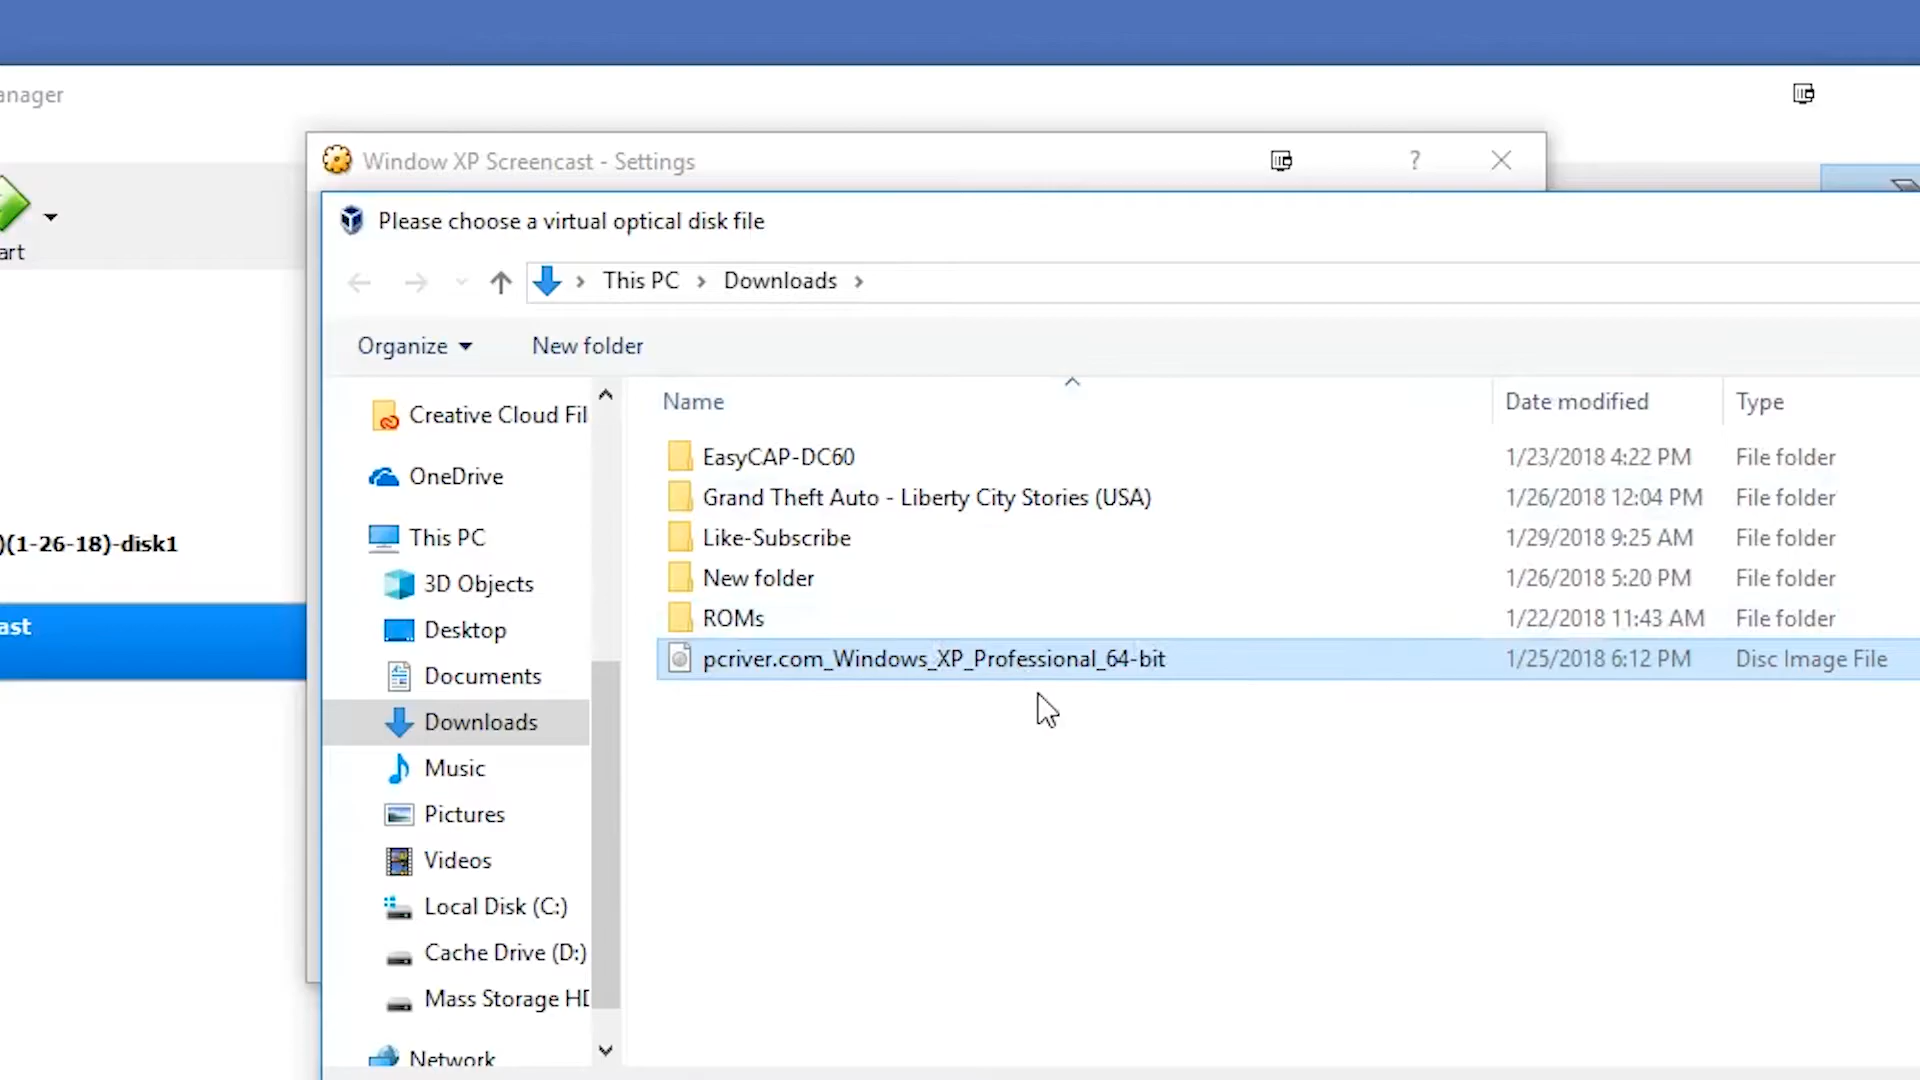 anager
Window XP Screencast - Settings
?
art
Please choose a virtual optical disk file
This PC
Downloads
Organize
New folder
Name
Date modified
Type
Creative Cloud Fil
OneDrive
This PC
3D Objects
Desktop
Documents
Downloads
Music
Pictures
Videos
Local Disk (C:)
Cache Drive (D:)
Mass Storage HD
Network
EasyCAP-DC60 1/23/2018 4:22 PM File folder
Grand Theft Auto - Liberty City Stories (USA) 1/26/2018 12:04 PM File folder
Like-Subscribe 1/29/2018 9:25 AM File folder
New folder 1/26/2018 5:20 PM File folder
ROMs 1/22/2018 11:43 AM File folder
pcriver.com_Windows_XP_Professional_64-bit 1/25/2018 6:12 PM Disc Image File
)(1-26-18)-disk1
ast